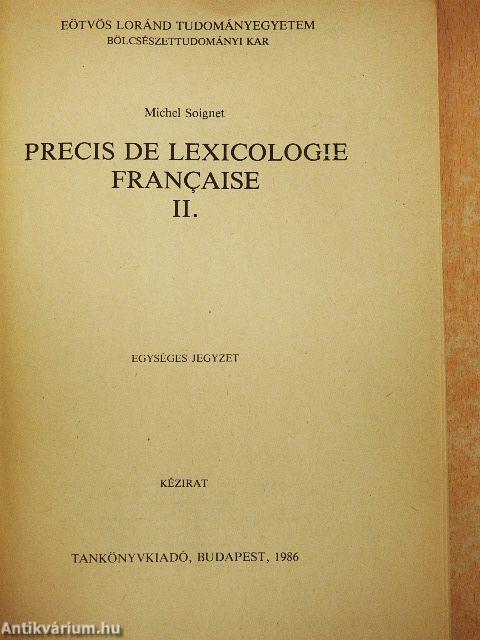 EÖTVÖS LORÁND TUDOMÁNYEGYETEM
BÖLCSÉSZETTUDOMÁNYI KAR
Michel Soignet
PRECIS DE LEXICOLOGIE
FRANÇAISE
II.
EGYSÉGES JEGYZET
KÉZIRAT
TANKÖNYVKIADÓ, BUDAPEST, 1986
Antikvárium.hu